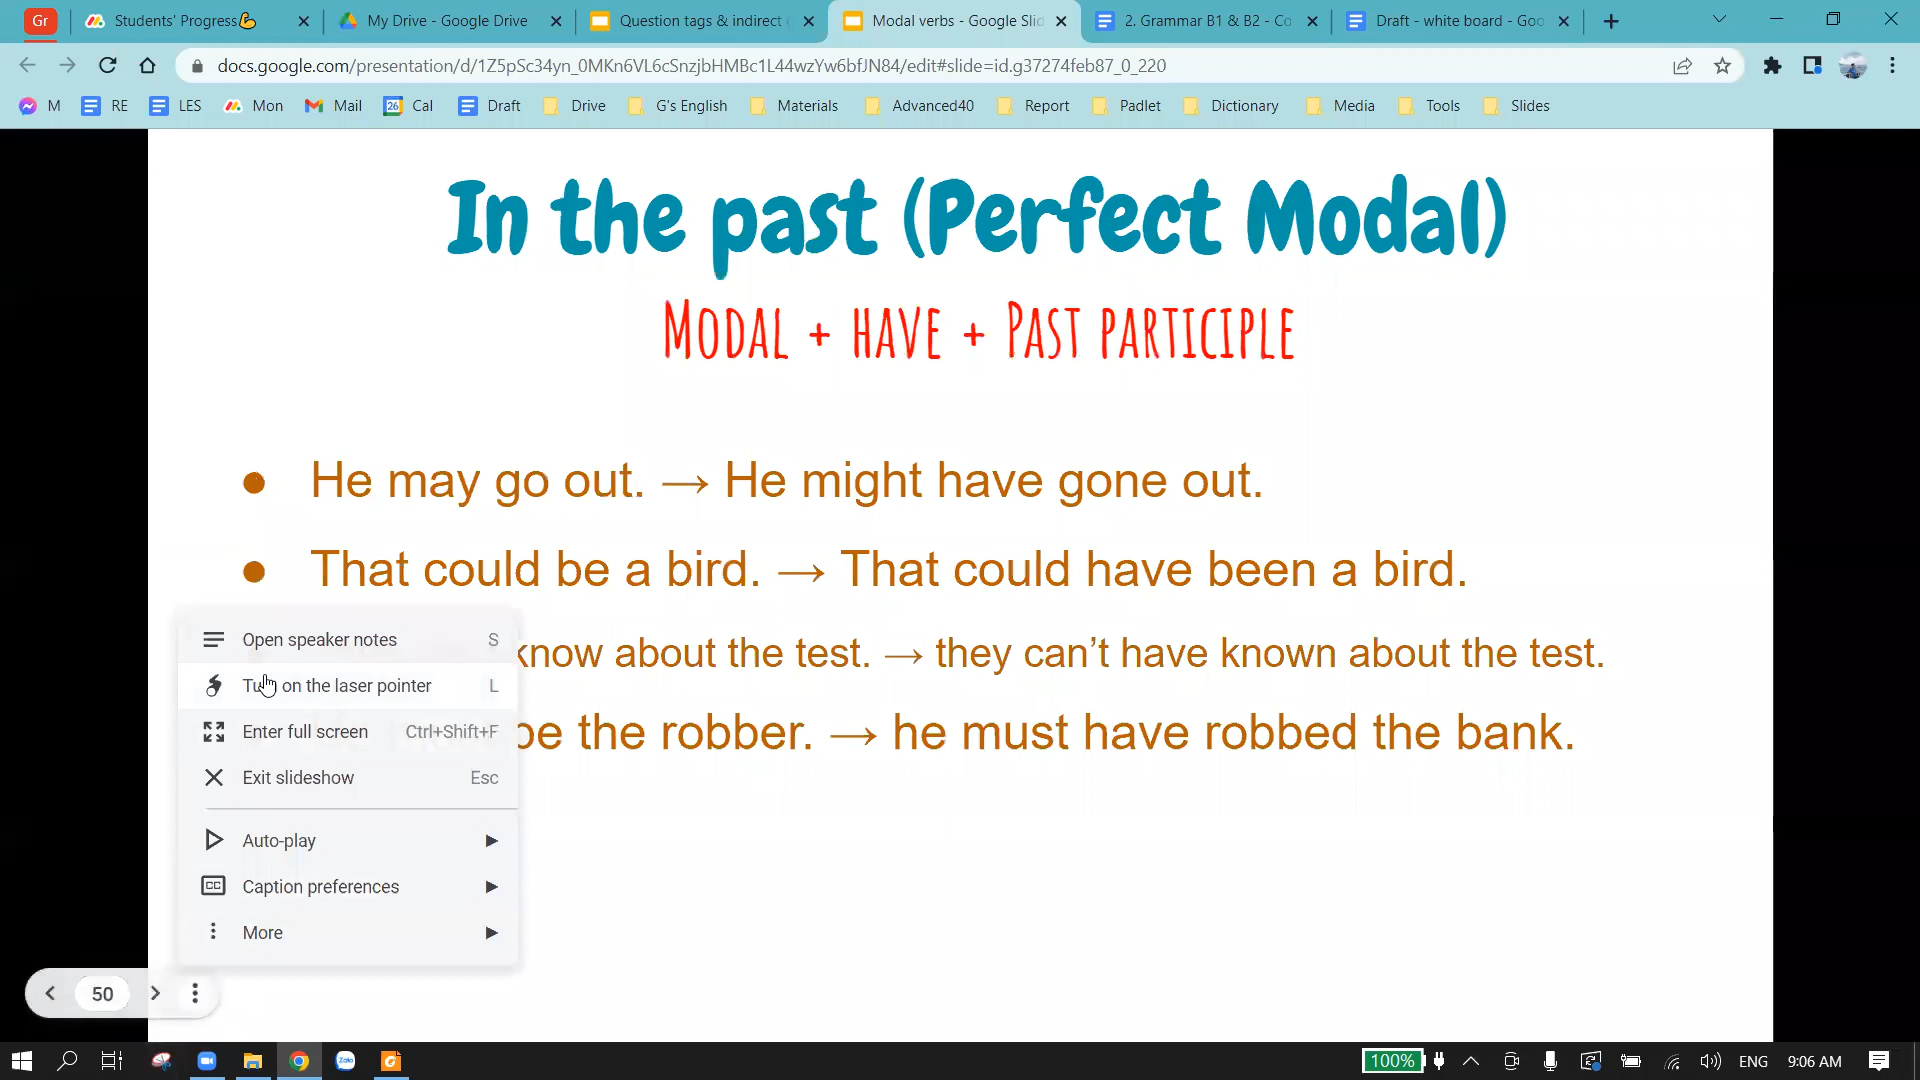 Gr
Students' Progress💪
My Drive - Google Drive
Question tags & indirect
Modal verbs - Google Slid
2. Grammar B1 & B2 - Co
Draft - white board - Goo
docs.google.com/presentation/d/1Z5pSc34yn_0MKn6VL6cSnzjbHMBc1L44wzYw6bfJN84/edit#slide=id.g37274feb87_0_220
M
RE
LES
Mon
Mail
26
Cal
Draft
Drive
G's English
Materials
Advanced40
Report
Padlet
Dictionary
Media
Tools
Slides
In the past (Perfect Modal)
Modal + have + Past participle
● He may go out. → He might have gone out.
● That could be a bird. → That could have been a bird.
know about the test. → they can't have known about the test.
be the robber. → he must have robbed the bank.
Open speaker notes S
on the laser pointer L
Enter full screen Ctrl+Shift+F
Exit slideshow Esc
Auto-play
CC Caption preferences
More
50
Zalo
100%
ENG
9:06 AM